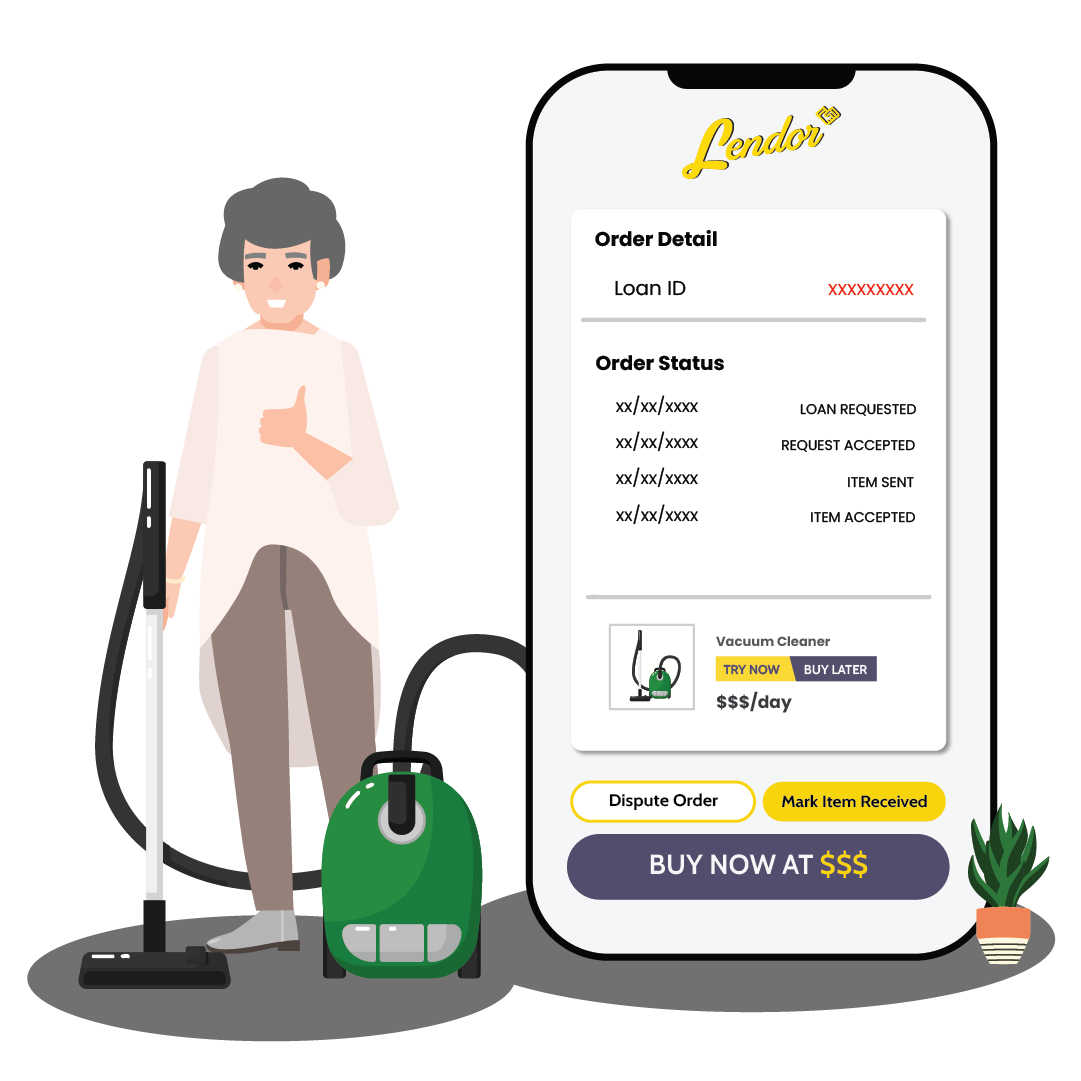 Lendor
Order Detail
Loan ID XXXXXXXXX
Order Status
xx/xx/xxxx LOAN REQUESTED
xx/xx/xxxx REQUEST ACCEPTED
xx/xx/xxxx ITEM SENT
xx/xx/xxxx ITEM ACCEPTED
Vacuum Cleaner
TRY NOW BUY LATER
$$$/day
Dispute Order Mark Item Received
BUY NOW AT $$$